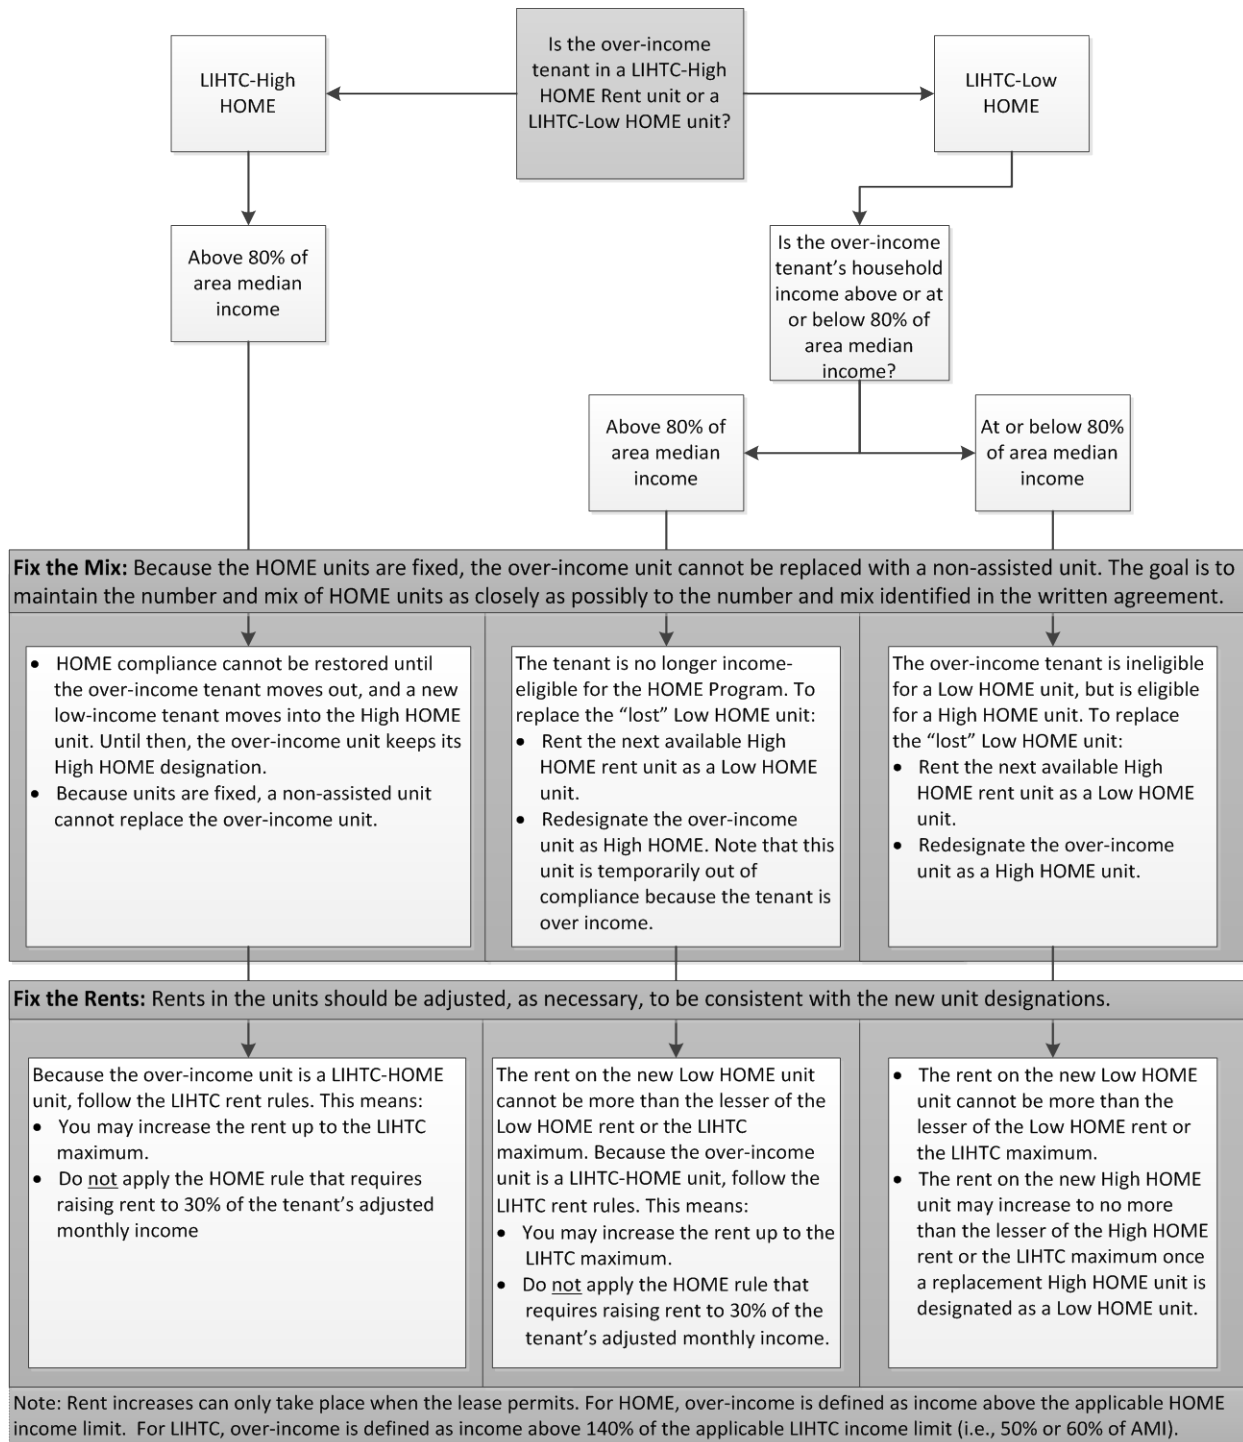 Is the over-income
tenant in a LIHTC-High
HOME Rent unit or a
LIHTC-Low HOME unit?
LIHTC-High
HOME
LIHTC-Low
HOME
Above 80% of
area median
income
Is the over-income
tenant’s household
income above or at
or below 80% of
area median
income?
Above 80% of
area median
income
At or below 80%
of area median
income
Fix the Mix: Because the HOME units are fixed, the over-income unit cannot be replaced with a non-assisted unit. The goal is to
maintain the number and mix of HOME units as closely as possibly to the number and mix identified in the written agreement.
• HOME compliance cannot be restored until
the over-income tenant moves out, and a new
low-income tenant moves into the High HOME
unit. Until then, the over-income unit keeps its
High HOME designation.
• Because units are fixed, a non-assisted unit
cannot replace the over-income unit.
The tenant is no longer income-
eligible for the HOME Program. To
replace the “lost” Low HOME unit:
• Rent the next available High
HOME rent unit as a Low HOME
unit.
• Redesignate the over-income
unit as High HOME. Note that this
unit is temporarily out of
compliance because the tenant is
over income.
The over-income tenant is ineligible
for a Low HOME unit, but is eligible
for a High HOME unit. To replace
the “lost” Low HOME unit:
• Rent the next available High
HOME rent unit as a Low HOME
unit.
• Redesignate the over-income
unit as a High HOME unit.
Fix the Rents: Rents in the units should be adjusted, as necessary, to be consistent with the new unit designations.
Because the over-income unit is a LIHTC-HOME
unit, follow the LIHTC rent rules. This means:
• You may increase the rent up to the LIHTC
maximum.
• Do not apply the HOME rule that requires
raising rent to 30% of the tenant’s adjusted
monthly income
The rent on the new Low HOME unit
cannot be more than the lesser of the
Low HOME rent or the LIHTC
maximum. Because the over-income
unit is a LIHTC-HOME unit, follow the
LIHTC rent rules. This means:
• You may increase the rent up to the
LIHTC maximum.
• Do not apply the HOME rule that
requires raising rent to 30% of the
tenant’s adjusted monthly income.
• The rent on the new Low HOME
unit cannot be more than the
lesser of the Low HOME rent or
the LIHTC maximum.
• The rent on the new High HOME
unit may increase to no more
than the lesser of the High HOME
rent or the LIHTC maximum once
a replacement High HOME unit is
designated as a Low HOME unit.
Note: Rent increases can only take place when the lease permits. For HOME, over-income is defined as income above the applicable HOME
income limit. For LIHTC, over-income is defined as income above 140% of the applicable LIHTC income limit (i.e., 50% or 60% of AMI).